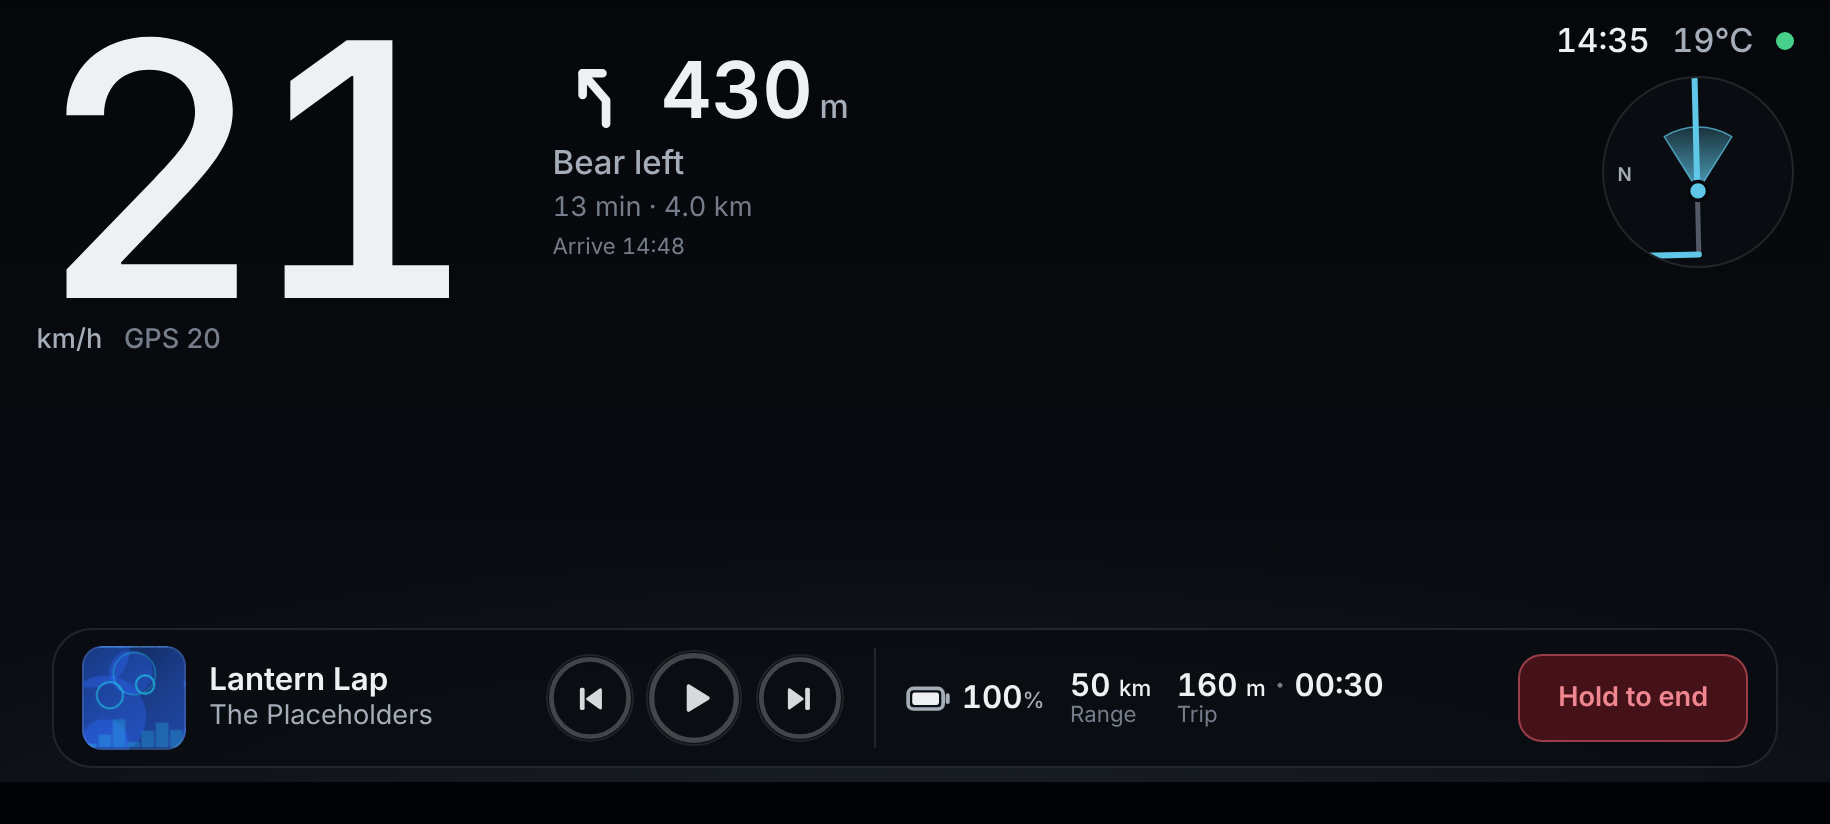 21
km/h GPS 20
430 m
Bear left
13 min · 4.0 km
Arrive 14:48
14:35 19°C
N
Lantern Lap
The Placeholders
100%
50 km
Range
160 m · 00:30
Trip
Hold to end